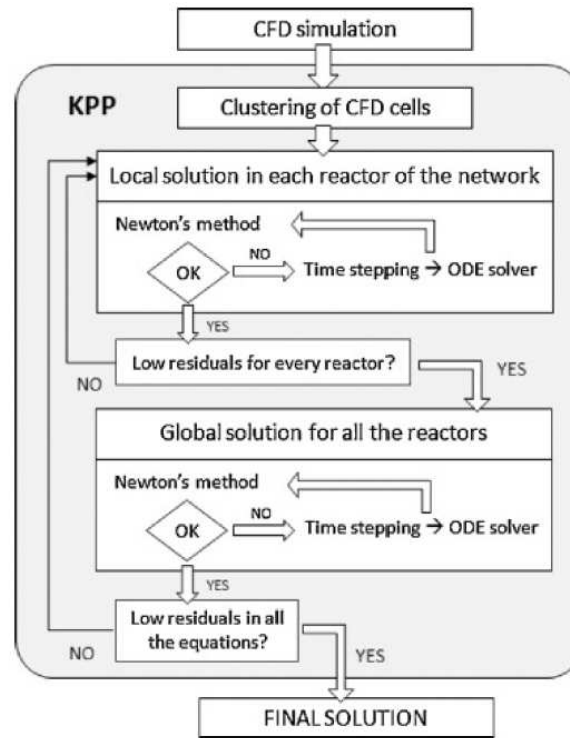 CFD simulation
KPP
Clustering of CFD cells
Local solution in each reactor of the network
Newton's method
OK
NO
Time stepping → ODE solver
YES
Low residuals for every reactor?
NO
YES
Global solution for all the reactors
Newton's method
OK
NO
Time stepping → ODE solver
YES
Low residuals in all
the equations?
NO
YES
FINAL SOLUTION